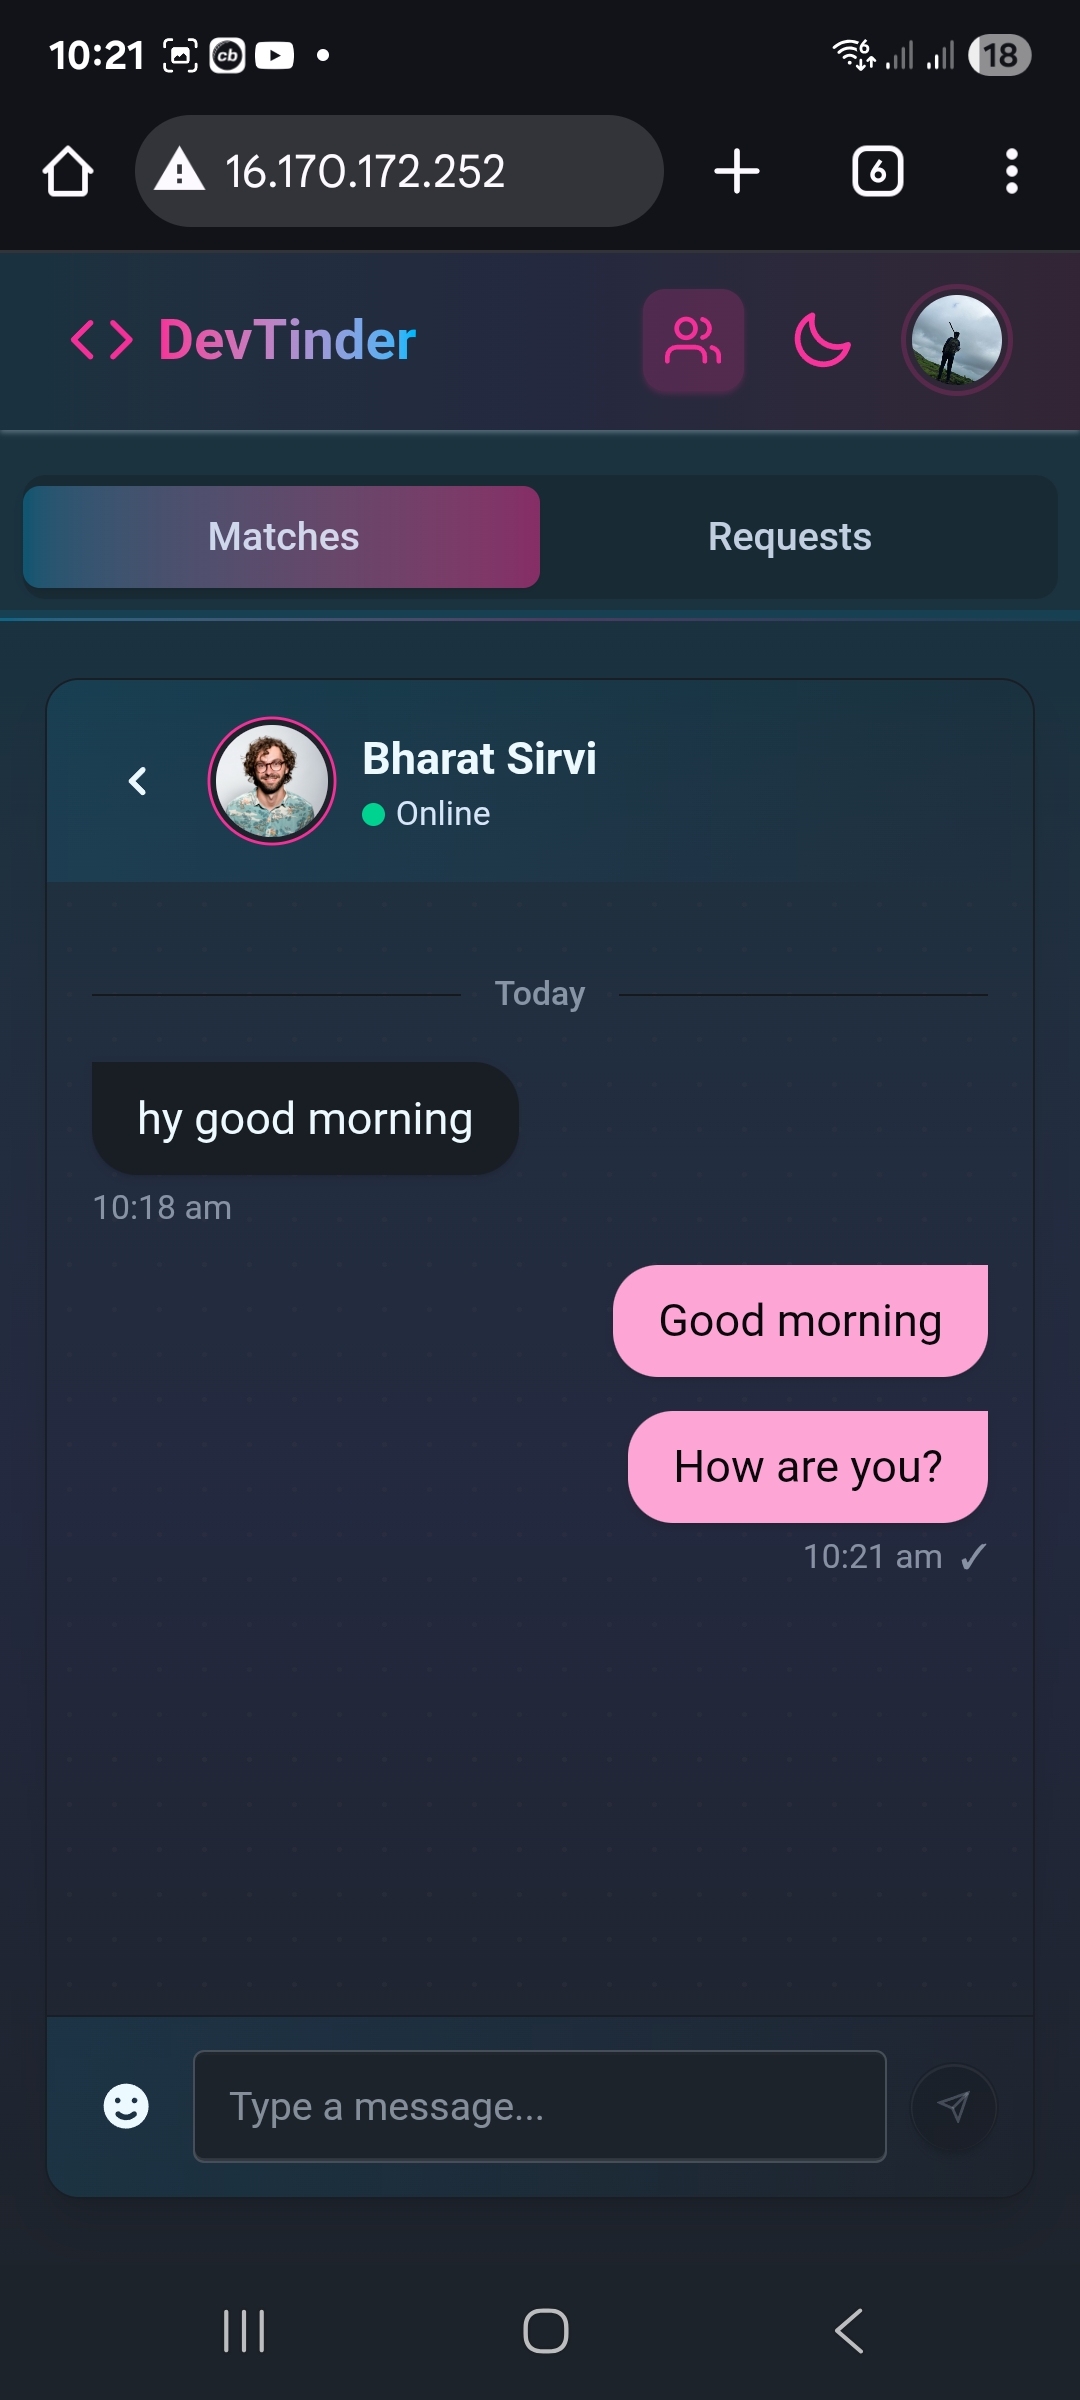 10:21
cb
6
18
16.170.172.252
6
DevTinder
Matches
Requests
Bharat Sirvi
Online
Today
hy good morning
10:18 am
Good morning
How are you?
10:21 am ✓
Type a message...